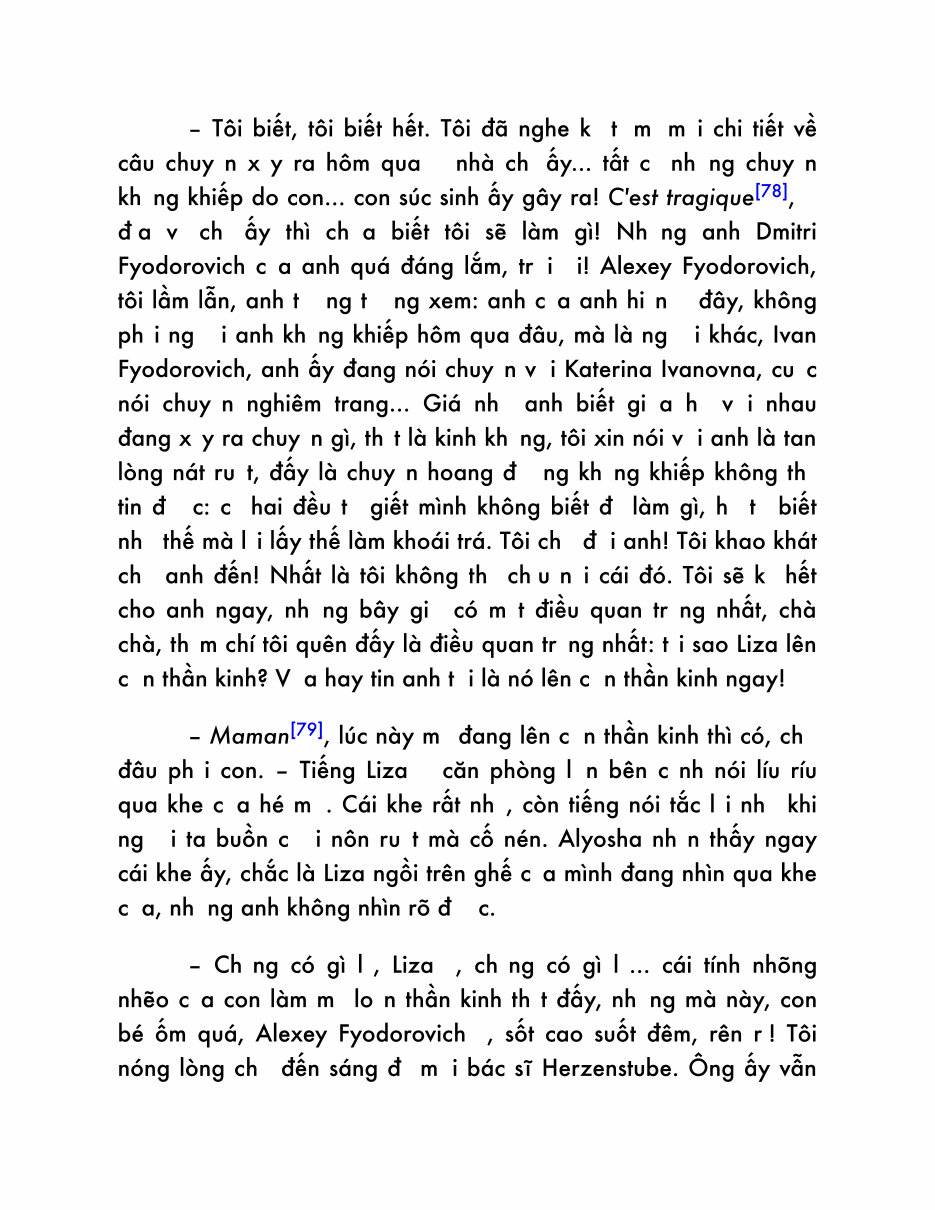 – Tôi biết, tôi biết hết. Tôi đã nghe k t m m i chi tiết về
câu chuy n x y ra hôm qua nhà ch ấy... tất c nh ng chuy n
kh ng khiếp do con... con súc sinh ấy gây ra! C'est tragique[78],
đ a v ch ấy thì ch a biết tôi sẽ làm gì! Nh ng anh Dmitri
Fyodorovich c a anh quá đáng lắm, tr i i! Alexey Fyodorovich,
tôi lầm lẫn, anh t ng t ng xem: anh c a anh hi n đây, không
ph i ng i anh kh ng khiếp hôm qua đâu, mà là ng i khác, Ivan
Fyodorovich, anh ấy đang nói chuy n v i Katerina Ivanovna, cu c
nói chuy n nghiêm trang... Giá nh anh biết gi a h v i nhau
đang x y ra chuy n gì, th t là kinh kh ng, tôi xin nói v i anh là tan
lòng nát ru t, đấy là chuy n hoang đ ng kh ng khiếp không th
tin đ c: c hai đều t giết mình không biết đ làm gì, h t biết
nh thế mà l i lấy thế làm khoái trá. Tôi ch đ i anh! Tôi khao khát
ch anh đến! Nhất là tôi không th ch u n i cái đó. Tôi sẽ k hết
cho anh ngay, nh ng bây gi có m t điều quan tr ng nhất, chà
chà, th m chí tôi quên đấy là điều quan tr ng nhất: t i sao Liza lên
c n thần kinh? V a hay tin anh t i là nó lên c n thần kinh ngay!
– Maman[79], lúc này m đang lên c n thần kinh thì có, ch
đâu ph i con. – Tiếng Liza căn phòng l n bên c nh nói líu ríu
qua khe c a hé m . Cái khe rất nh , còn tiếng nói tắc l i nh khi
ng i ta buồn c i nôn ru t mà cố nén. Alyosha nh n thấy ngay
cái khe ấy, chắc là Liza ngồi trên ghế c a mình đang nhìn qua khe
c a, nh ng anh không nhìn rõ đ c.
– Ch ng có gì l , Liza , ch ng có gì l ... cái tính nhõng
nhẽo c a con làm m lo n thần kinh th t đấy, nh ng mà này, con
bé ốm quá, Alexey Fyodorovich , sốt cao suốt đêm, rên r ! Tôi
nóng lòng ch đến sáng đ m i bác sĩ Herzenstube. Ông ấy vẫn